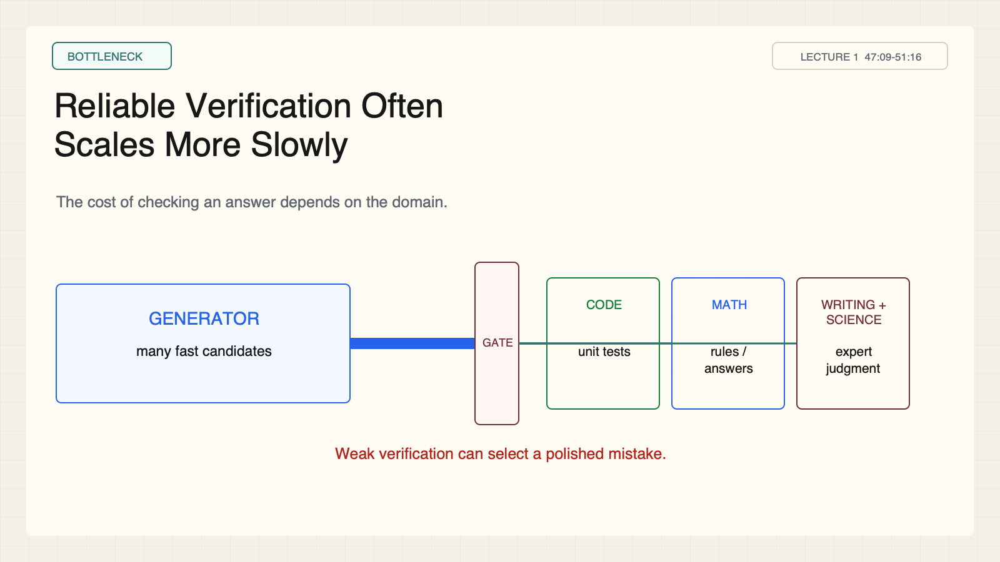 BOTTLENECK
LECTURE 1 47:09-51:16
Reliable Verification Often
Scales More Slowly
The cost of checking an answer depends on the domain.
GENERATOR
many fast candidates
GATE
CODE
unit tests
MATH
rules /
answers
WRITING +
SCIENCE
expert
judgment
Weak verification can select a polished mistake.